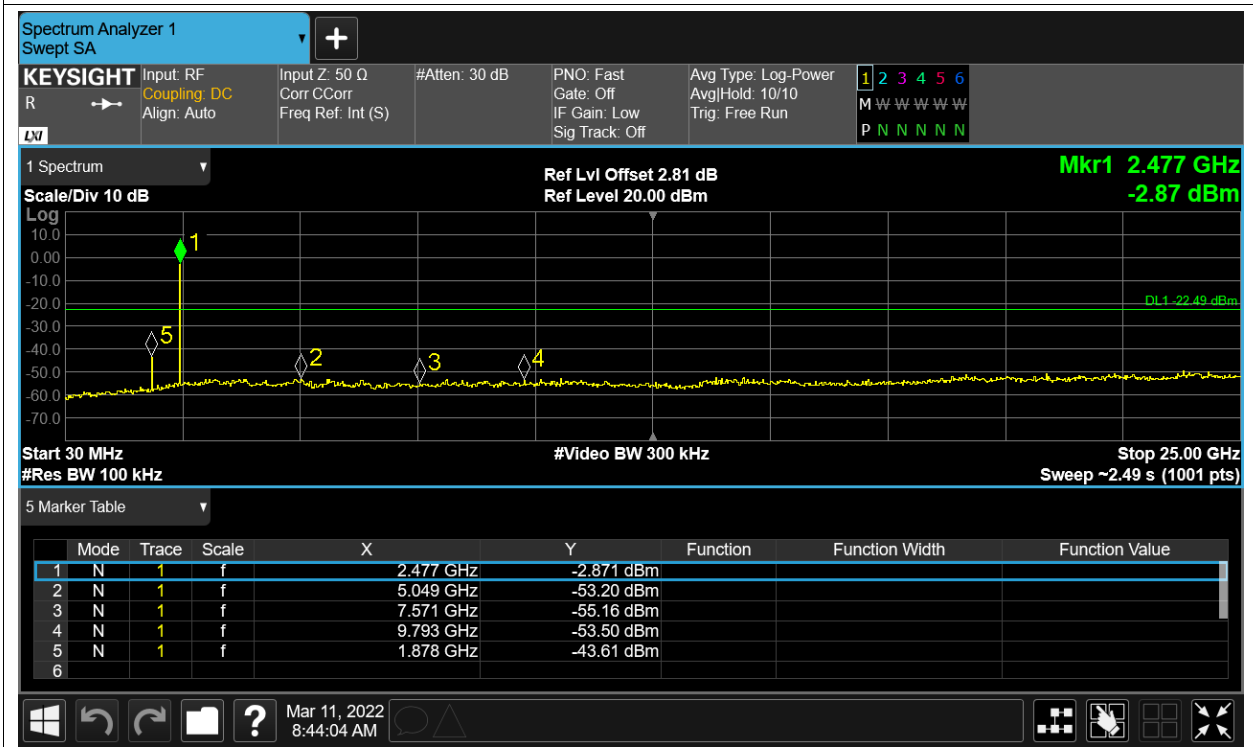 Spectrum Analyzer 1
Swept SA
KEYSIGHT
R
LXI
Input: RF
Coupling: DC
Align: Auto
Input Z: 50 Ω
Corr CCorr
Freq Ref: Int (S)
#Atten: 30 dB
PNO: Fast
Gate: Off
IF Gain: Low
Sig Track: Off
Avg Type: Log-Power
Avg|Hold: 10/10
Trig: Free Run
1 2 3 4 5 6
M W W W W W
P N N N N N
1 Spectrum
Scale/Div 10 dB
Ref Lvl Offset 2.81 dB
Ref Level 20.00 dBm
Mkr1 2.477 GHz
-2.87 dBm
Log
10.0
0.00
-10.0
-20.0
-30.0
-40.0
-50.0
-60.0
-70.0
1
DL1 -22.49 dBm
5
2
3
4
Start 30 MHz
#Video BW 300 kHz
Stop 25.00 GHz
#Res BW 100 kHz
Sweep ~2.49 s (1001 pts)
5 Marker Table
Mode Trace Scale X Y Function Function Width Function Value
1 N 1 f 2.477 GHz -2.871 dBm
2 N 1 f 5.049 GHz -53.20 dBm
3 N 1 f 7.571 GHz -55.16 dBm
4 N 1 f 9.793 GHz -53.50 dBm
5 N 1 f 1.878 GHz -43.61 dBm
6
?
Mar 11, 2022
8:44:04 AM